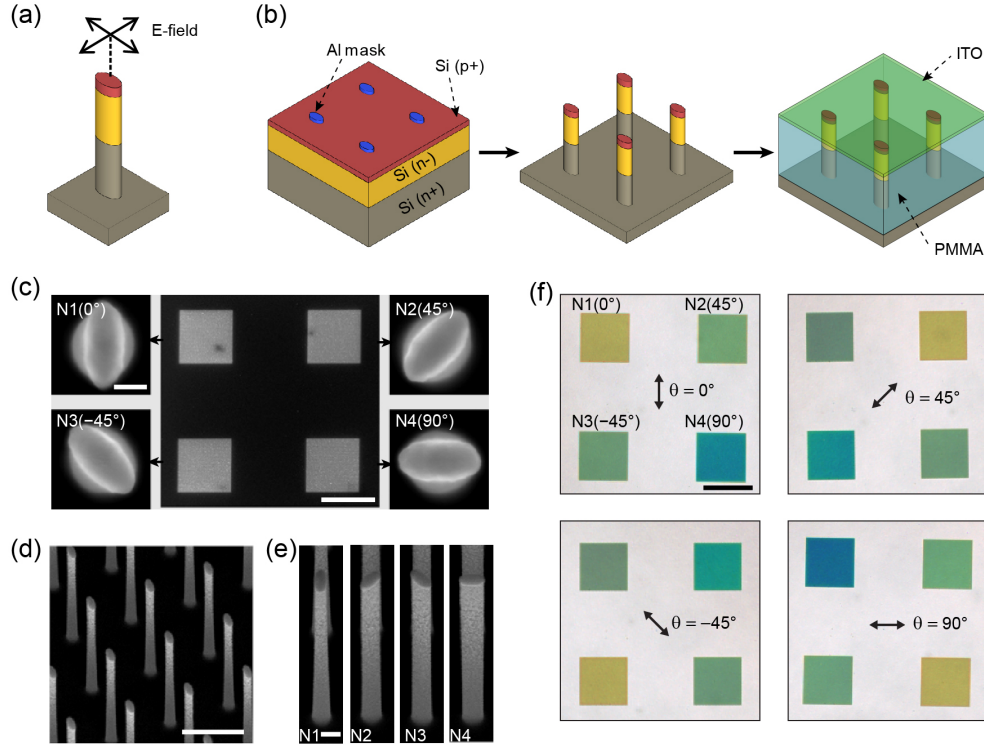 (a)
E-field
(b)
Al mask
Si (p+)
Si (n-)
Si (n+)
ITO
PMMA
(c)
N1(0°)
N2(45°)
N3(−45°)
N4(90°)
(d)
(e)
N1
N2
N3
N4
(f)
N1(0°)
N2(45°)
θ = 0°
N3(−45°)
N4(90°)
θ = 45°
θ = −45°
θ = 90°